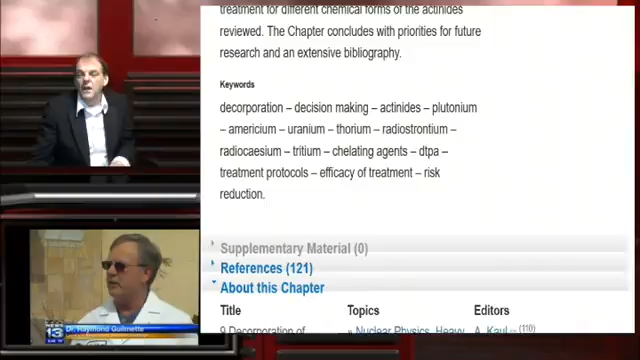 treatment for different chemical forms of the actinides
reviewed. The Chapter concludes with priorities for future
research and an extensive bibliography.
Keywords
decorporation – decision making – actinides – plutonium
– americium – uranium – thorium – radiostrontium –
radiocaesium – tritium – chelating agents – dtpa –
treatment protocols – efficacy of treatment – risk
reduction.
Supplementary Material (0)
References (121)
About this Chapter
Title Topics Editors
9 Decorporation of » Nuclear Physics, Heavy A. Kaul (110)
NEWS
13
Dr. Raymond Guilmette